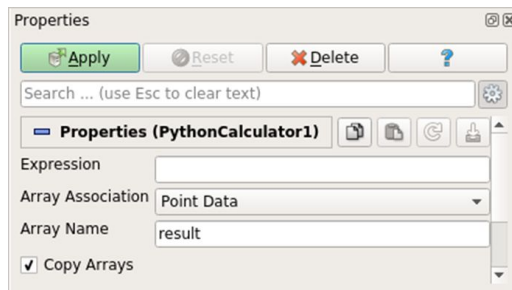 Properties
Apply Reset Delete ?
Search ... (use Esc to clear text)
Properties (PythonCalculator1)
Expression
Array Association Point Data
Array Name result
Copy Arrays